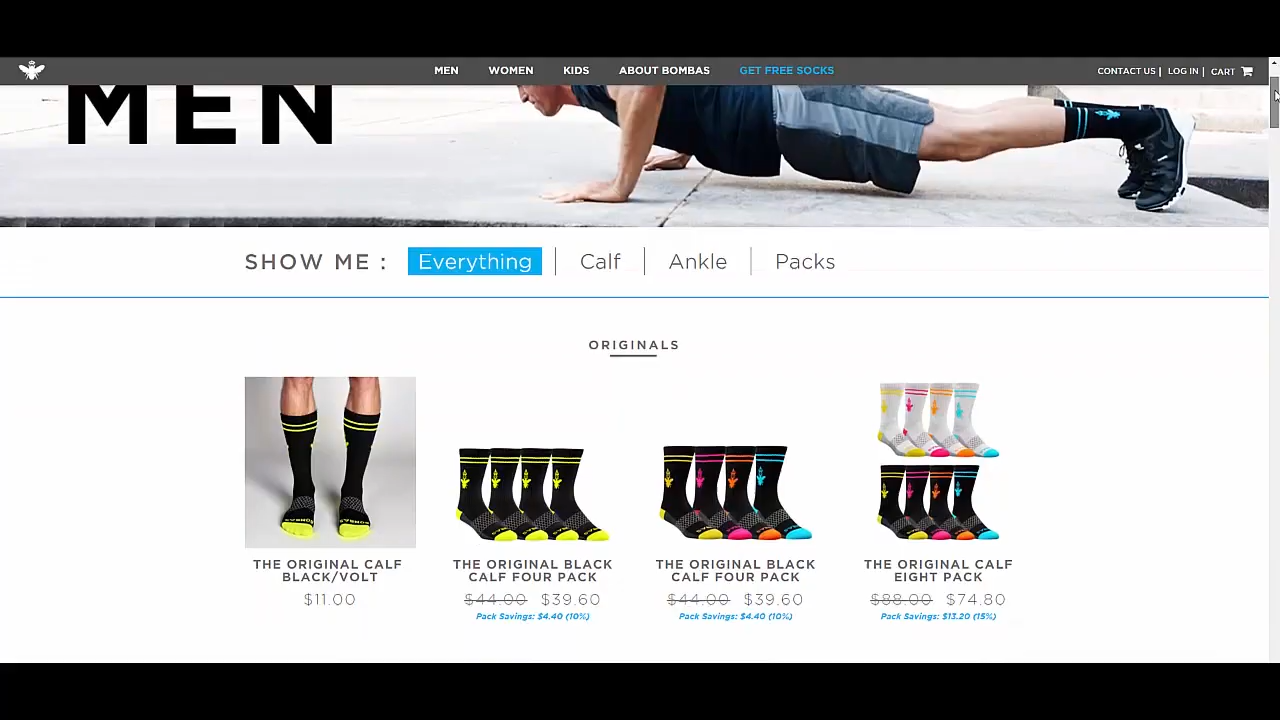 MEN
WOMEN
KIDS
ABOUT BOMBAS
GET FREE SOCKS
CONTACT US |
LOG IN |
CART
MEN
SHOW ME :
Everything
Calf
Ankle
Packs
ORIGINALS
THE ORIGINAL CALF
BLACK/VOLT
$11.00
THE ORIGINAL BLACK
CALF FOUR PACK
$44.00 $39.60
Pack Savings: $4.40 (10%)
THE ORIGINAL BLACK
CALF FOUR PACK
$44.00 $39.60
Pack Savings: $4.40 (10%)
THE ORIGINAL CALF
EIGHT PACK
$88.00 $74.80
Pack Savings: $13.20 (15%)